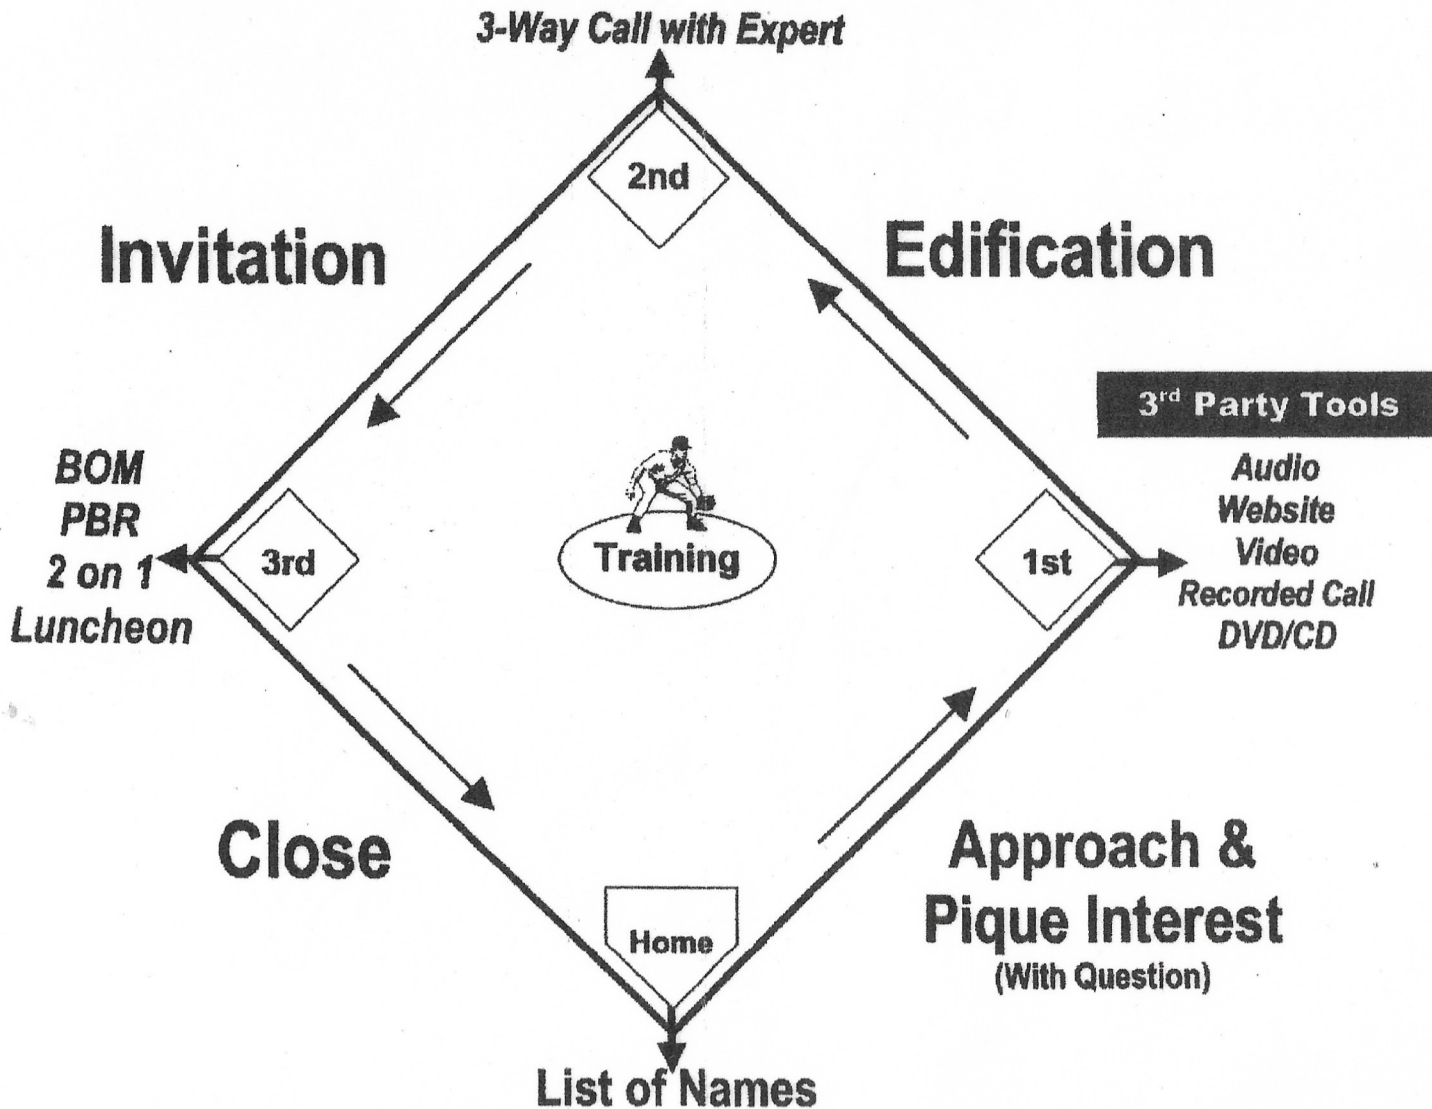 3-Way Call with Expert
2nd
Invitation
Edification
3rd Party Tools
Audio
Website
Video
Recorded Call
DVD/CD
BOM
PBR
2 on 1
Luncheon
3rd
Training
1st
Close
Approach &
Pique Interest
(With Question)
Home
List of Names